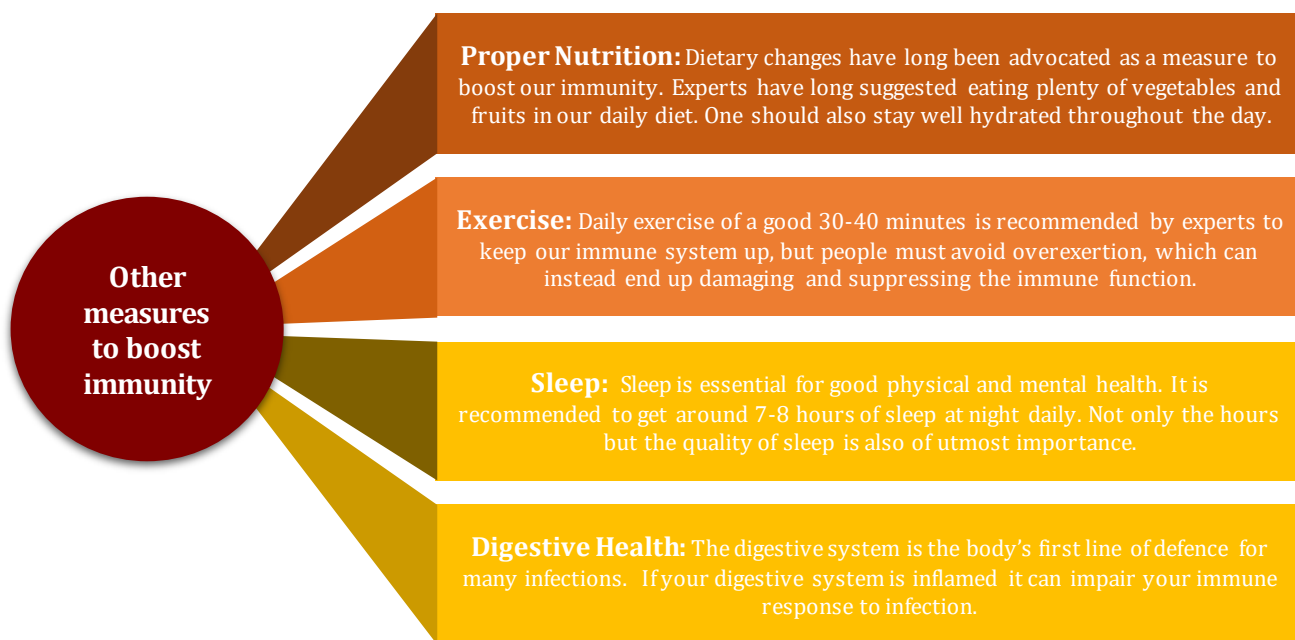 Other
measures
to boost
immunity
Proper Nutrition: Dietary changes have long been advocated as a measure to
boost our immunity. Experts have long suggested eating plenty of vegetables and
fruits in our daily diet. One should also stay well hydrated throughout the day.
Exercise: Daily exercise of a good 30-40 minutes is recommended by experts to
keep our immune system up, but people must avoid overexertion, which can
instead end up damaging and suppressing the immune function.
Sleep: Sleep is essential for good physical and mental health. It is
recommended to get around 7-8 hours of sleep at night daily. Not only the hours
but the quality of sleep is also of utmost importance.
Digestive Health: The digestive system is the body’s first line of defence for
many infections. If your digestive system is inflamed it can impair your immune
response to infection.